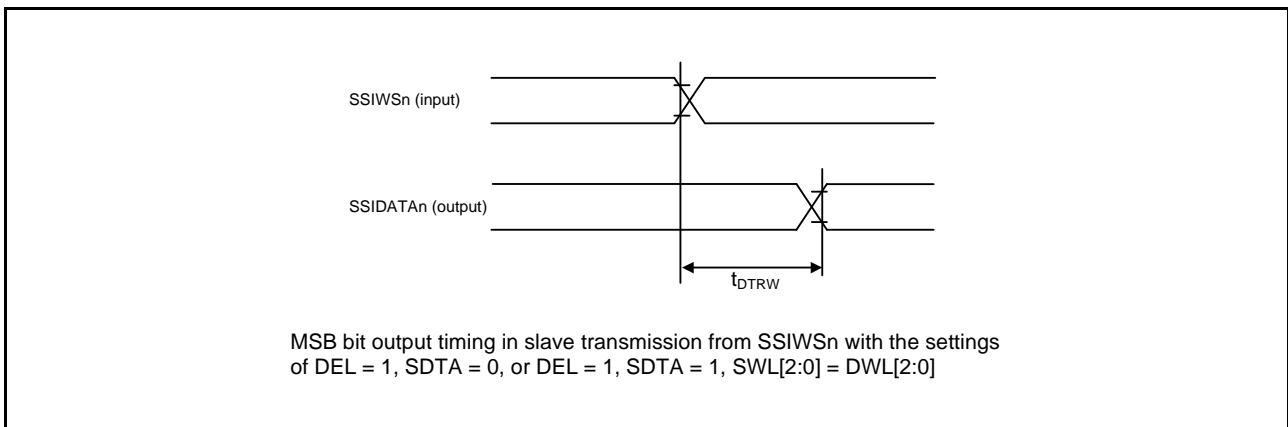 SSIWSn (input)
SSIDATAn (output)
tDTRW
MSB bit output timing in slave transmission from SSIWSn with the settings
of DEL = 1, SDTA = 0, or DEL = 1, SDTA = 1, SWL[2:0] = DWL[2:0]